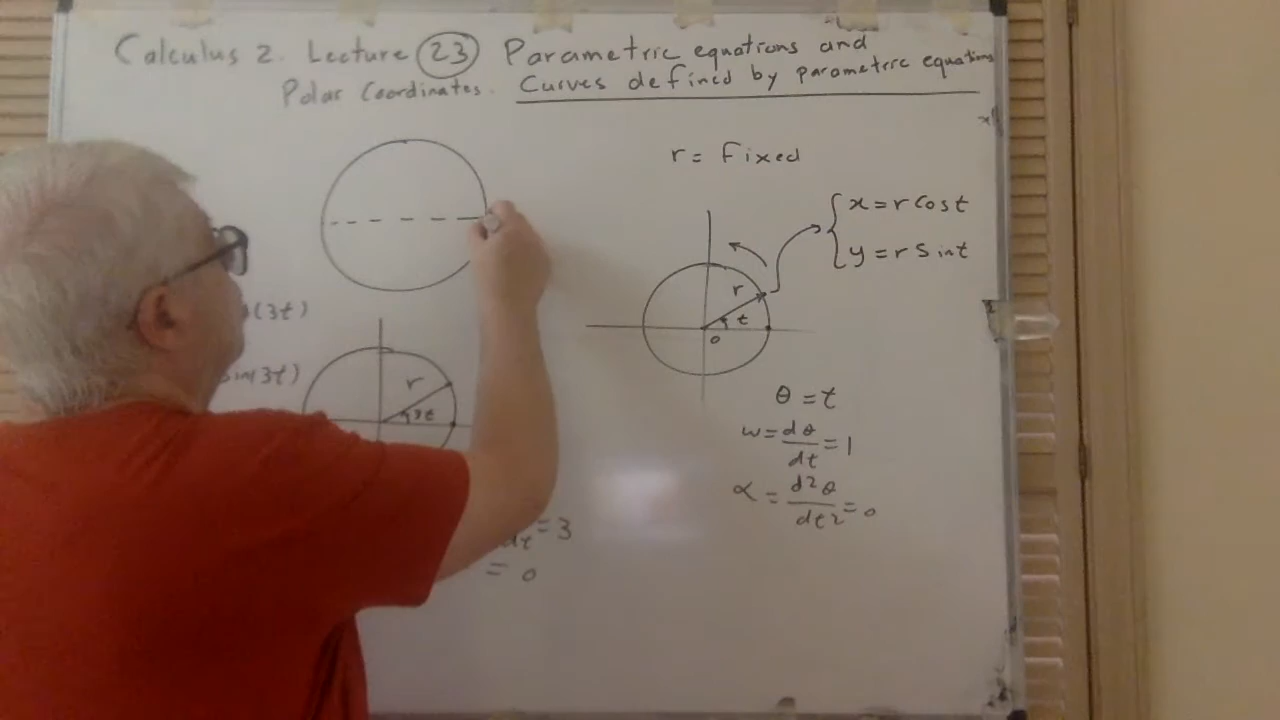 Calculus 2. Lecture 23 Parametric equations and
Polar Coordinates. Curves defined by parametric equations
r = Fixed
x = r cos t
y = r sin t
r
t
o
θ = t
w = dθ/dt = 1
α = d2θ/dt2 = 0
(3t)
sin(3t)
r
3t
dt = 3
= 0